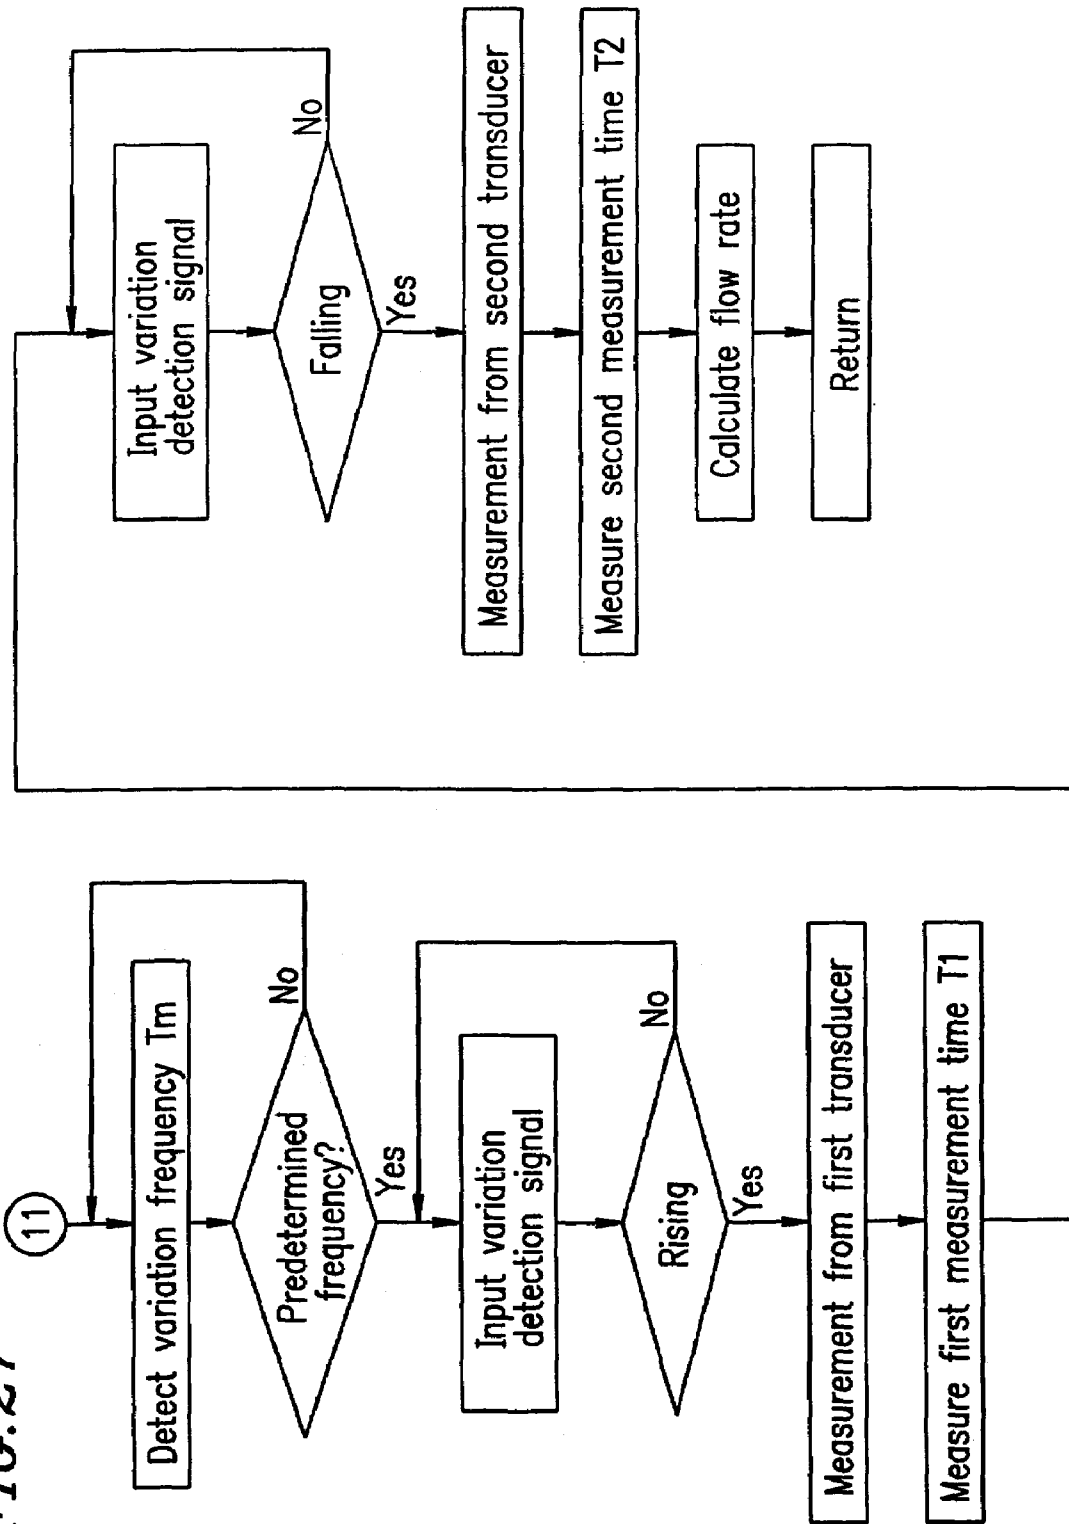 FIG.27
11
Detect variation frequency Tm
Predetermined
frequency?
No
Yes
Input variation
detection signal
Rising
No
Yes
Measurement from first transducer
Measure first measurement time T1
Input variation
detection signal
Falling
No
Yes
Measurement from second transducer
Measure second measurement time T2
Calculate flow rate
Return